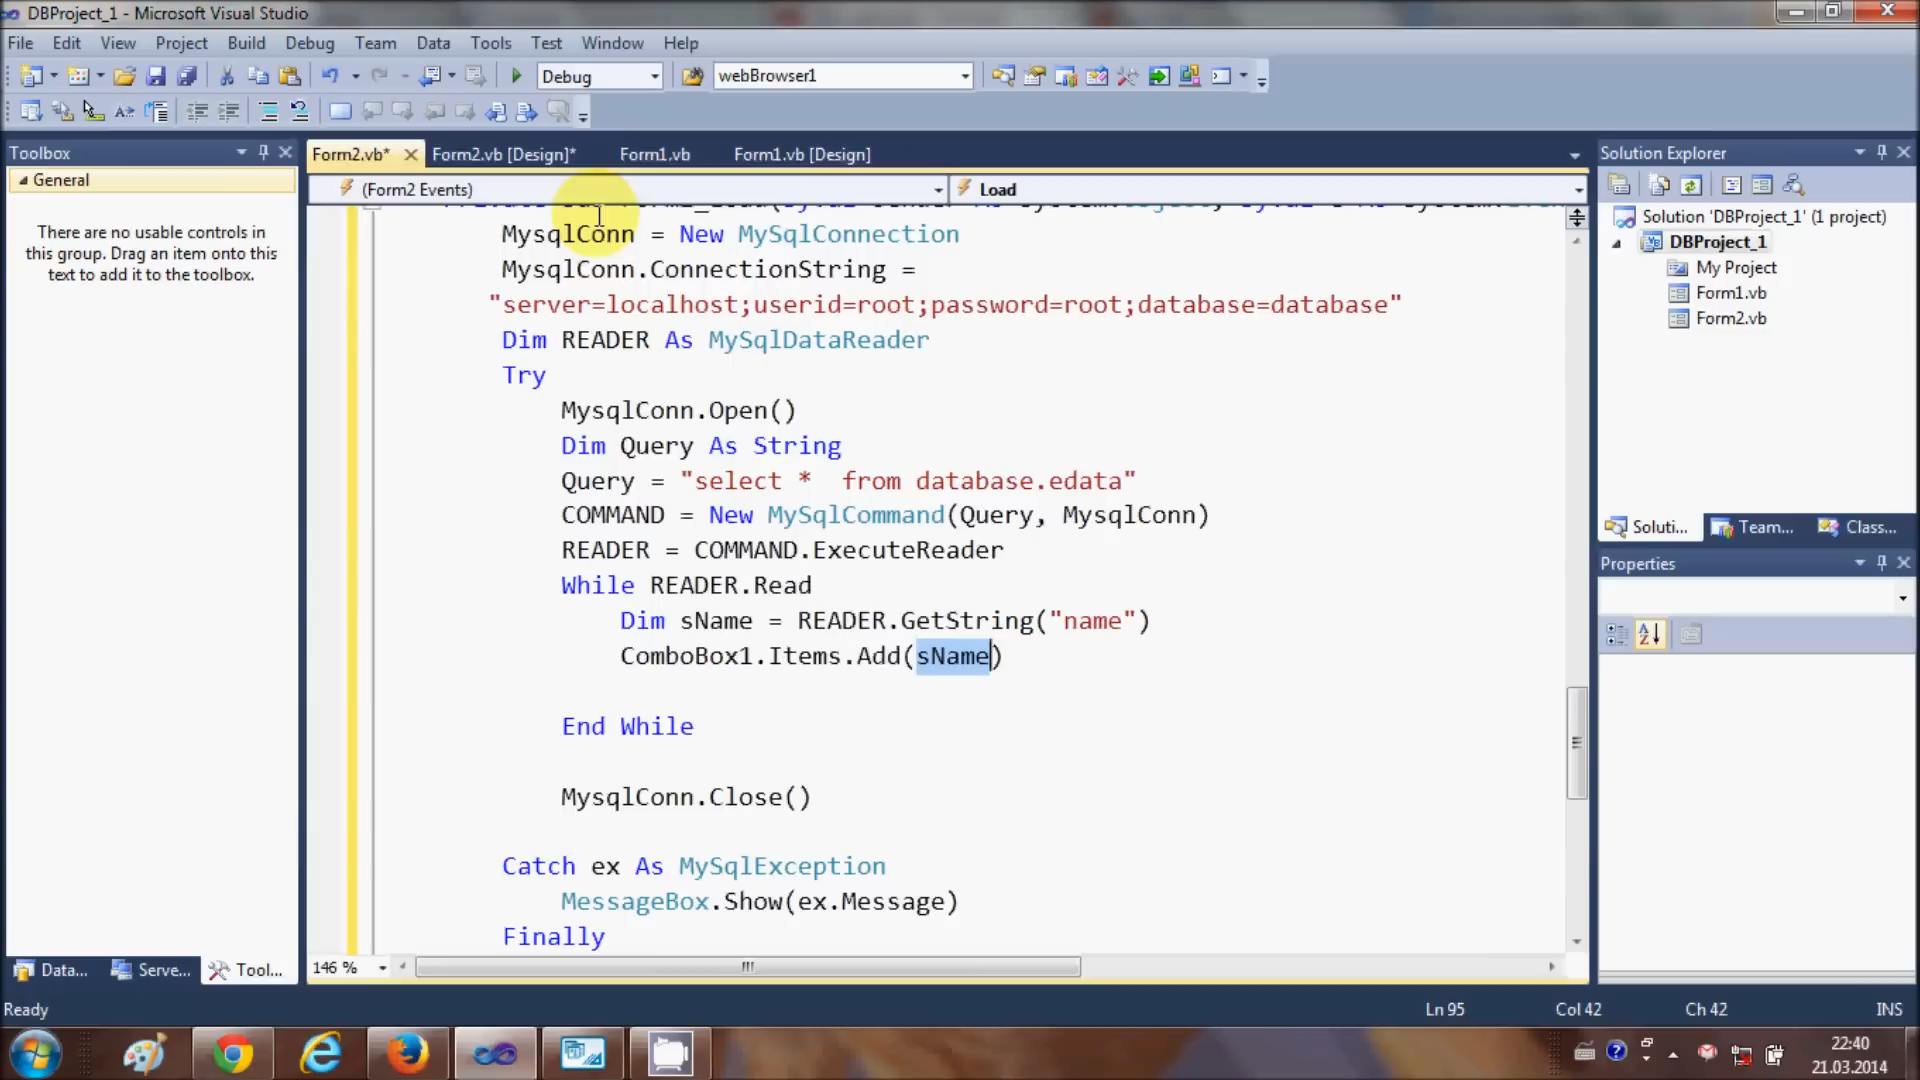 DBProject_1 - Microsoft Visual Studio
File Edit View Project Build Debug Team Data Tools Test Window Help
Debug webBrowser1
Toolbox
General
There are no usable controls in
this group. Drag an item onto this
text to add it to the toolbox.
Data... Serve... Tool...
Form2.vb* Form2.vb [Design]* Form1.vb Form1.vb [Design]
(Form2 Events) Load
MysqlConn = New MySqlConnection
MysqlConn.ConnectionString =
"server=localhost;userid=root;password=root;database=database"
Dim READER As MySqlDataReader
Try
MysqlConn.Open()
Dim Query As String
Query = "select *  from database.edata"
COMMAND = New MySqlCommand(Query, MysqlConn)
READER = COMMAND.ExecuteReader
While READER.Read
Dim sName = READER.GetString("name")
ComboBox1.Items.Add(sName)
End While
MysqlConn.Close()
Catch ex As MySqlException
MessageBox.Show(ex.Message)
Finally
146 %
Solution Explorer
Solution 'DBProject_1' (1 project)
DBProject_1
My Project
Form1.vb
Form2.vb
Soluti... Team... Class...
Properties
Ready Ln 95 Col 42 Ch 42 INS
22:40
21.03.2014